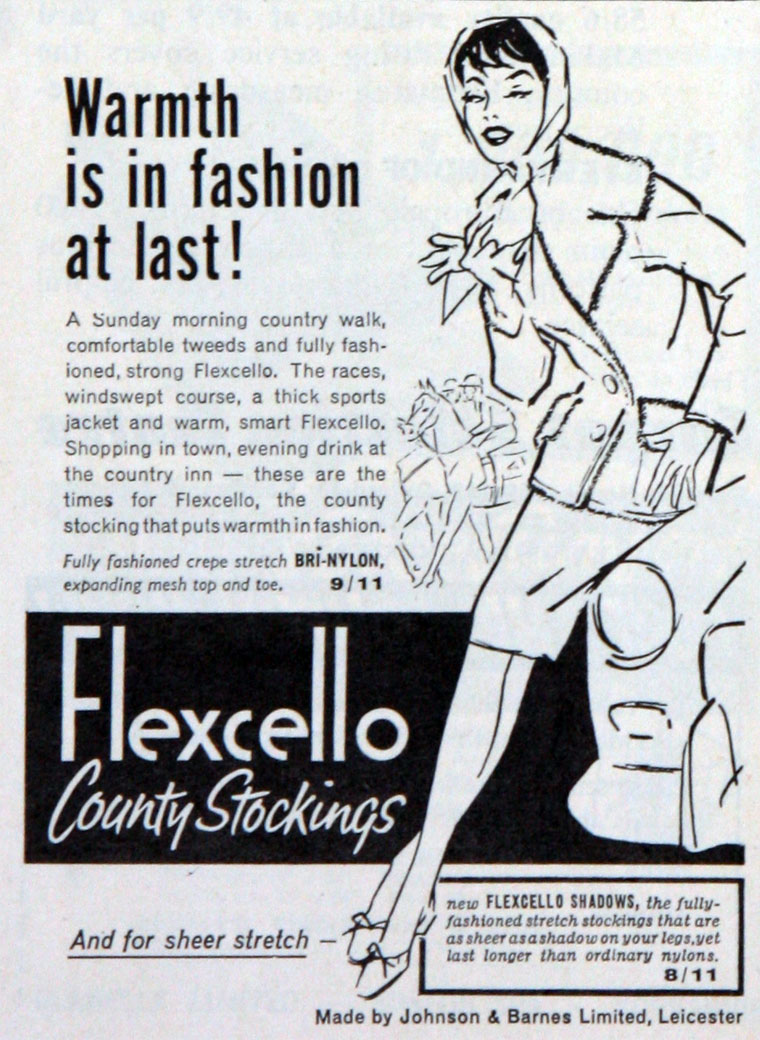 Warmth
is in fashion
at last!
A Sunday morning country walk,
comfortable tweeds and fully fash-
ioned, strong Flexcello. The races,
windswept course, a thick sports
jacket and warm, smart Flexcello.
Shopping in town, evening drink at
the country inn — these are the
times for Flexcello, the county
stocking that puts warmth in fashion.
Fully fashioned crepe stretch BRI-NYLON,
expanding mesh top and toe. 9/11
Flexcello
County Stockings
And for sheer stretch —
new FLEXCELLO SHADOWS, the fully-
fashioned stretch stockings that are
as sheer as a shadow on your legs, yet
last longer than ordinary nylons.
8/11
Made by Johnson & Barnes Limited, Leicester